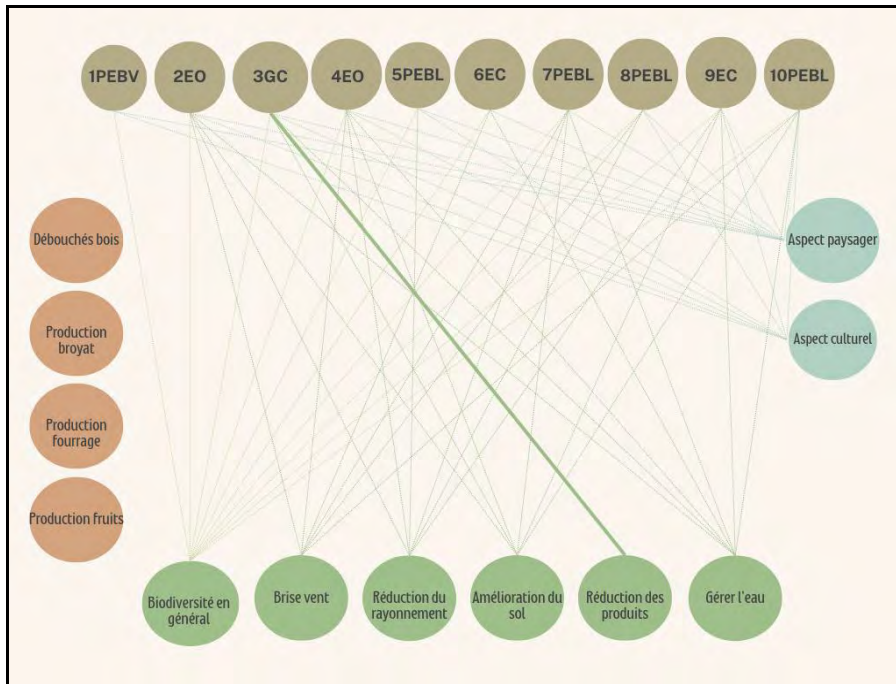 1PEBV
2EO
3GC
4EO
5PEBL
6EC
7PEBL
8PEBL
9EC
10PEBL
Débouchés bois
Production
broyat
Production
fourrage
Production fruits
Aspect paysager
Aspect culturel
Biodiversité en
général
Brise vent
Réduction du
rayonnement
Amélioration du
sol
Réduction des
produits
Gérer l'eau